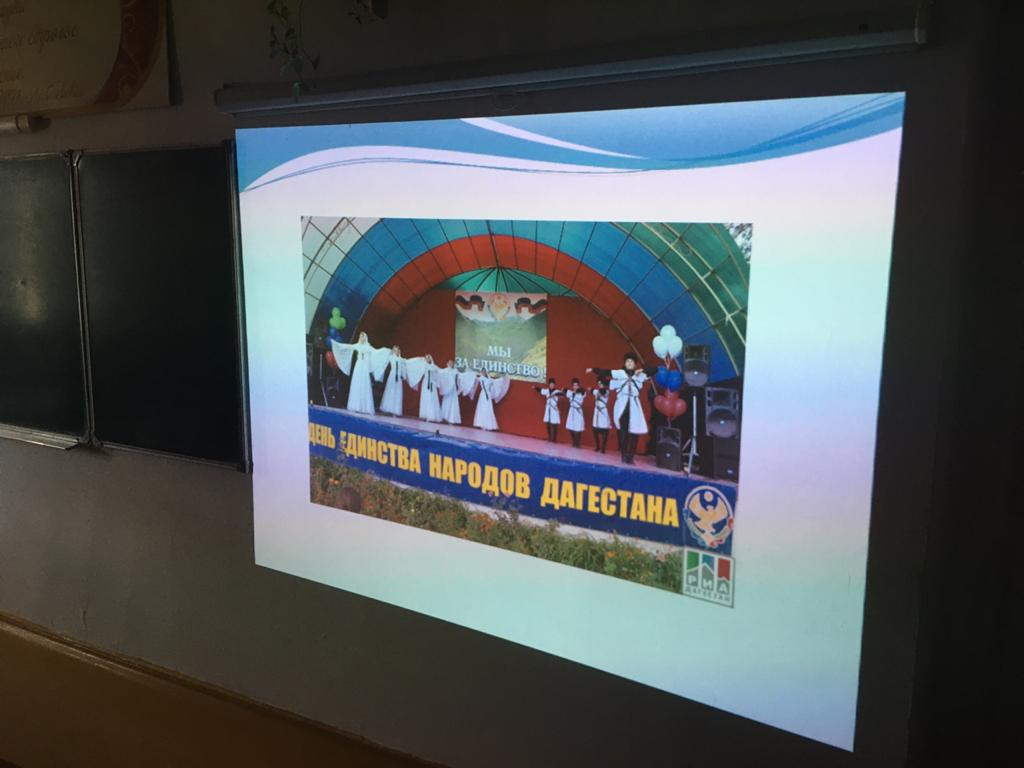 МЫ
ЗА ЕДИНСТВО!
ДЕНЬ ЕДИНСТВА НАРОДОВ ДАГЕСТАНА
РИА
ДАГЕСТАН